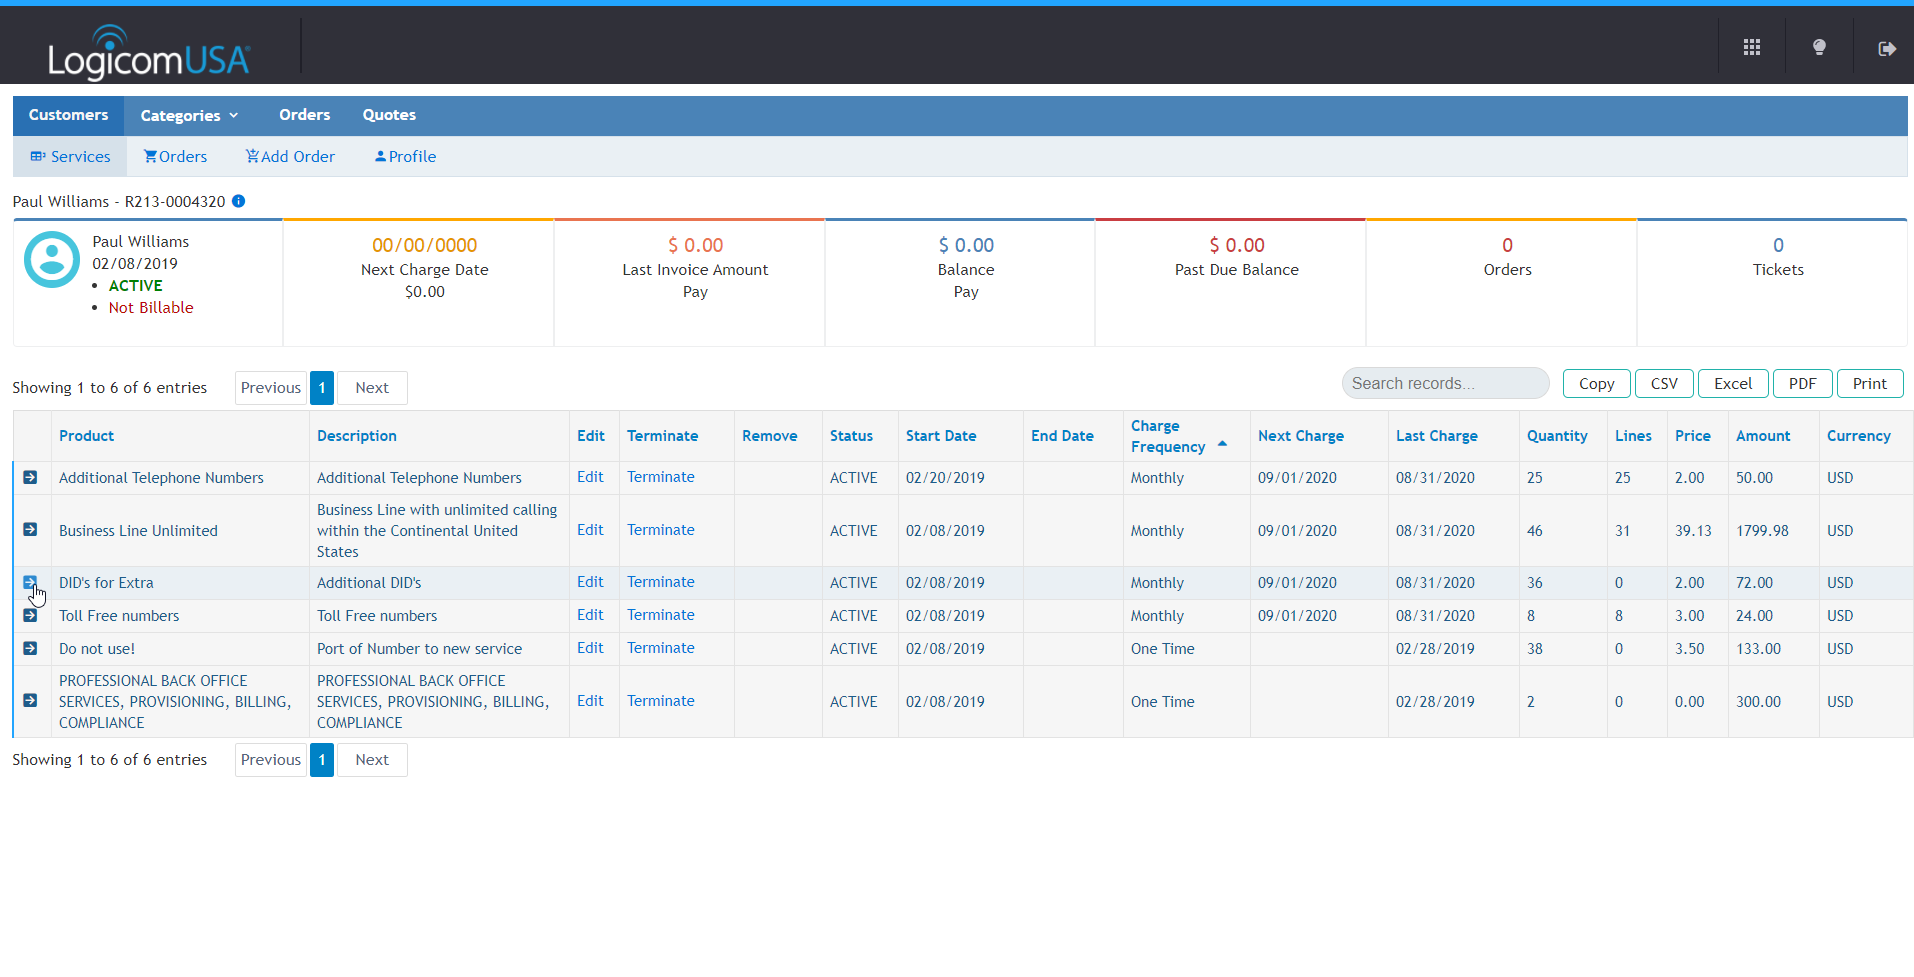 LogicomUSA
Customers Categories Orders Quotes
Services Orders Add Order Profile
Paul Williams - R213-0004320
Paul Williams
02/08/2019
ACTIVE
Not Billable
00/00/0000
Next Charge Date
$0.00
$ 0.00
Last Invoice Amount
Pay
$ 0.00
Balance
Pay
$ 0.00
Past Due Balance
0
Orders
0
Tickets
Showing 1 to 6 of 6 entries Previous 1 Next Search records... Copy CSV Excel PDF Print
Product Description Edit Terminate Remove Status Start Date End Date Charge Frequency Next Charge Last Charge Quantity Lines Price Amount Currency
Additional Telephone Numbers Additional Telephone Numbers Edit Terminate ACTIVE 02/20/2019 Monthly 09/01/2020 08/31/2020 25 25 2.00 50.00 USD
Business Line Unlimited Business Line with unlimited calling within the Continental United States Edit Terminate ACTIVE 02/08/2019 Monthly 09/01/2020 08/31/2020 46 31 39.13 1799.98 USD
DID's for Extra Additional DID's Edit Terminate ACTIVE 02/08/2019 Monthly 09/01/2020 08/31/2020 36 0 2.00 72.00 USD
Toll Free numbers Toll Free numbers Edit Terminate ACTIVE 02/08/2019 Monthly 09/01/2020 08/31/2020 8 8 3.00 24.00 USD
Do not use! Port of Number to new service Edit Terminate ACTIVE 02/08/2019 One Time 02/28/2019 38 0 3.50 133.00 USD
PROFESSIONAL BACK OFFICE SERVICES, PROVISIONING, BILLING, COMPLIANCE PROFESSIONAL BACK OFFICE SERVICES, PROVISIONING, BILLING, COMPLIANCE Edit Terminate ACTIVE 02/08/2019 One Time 02/28/2019 2 0 0.00 300.00 USD
Showing 1 to 6 of 6 entries Previous 1 Next